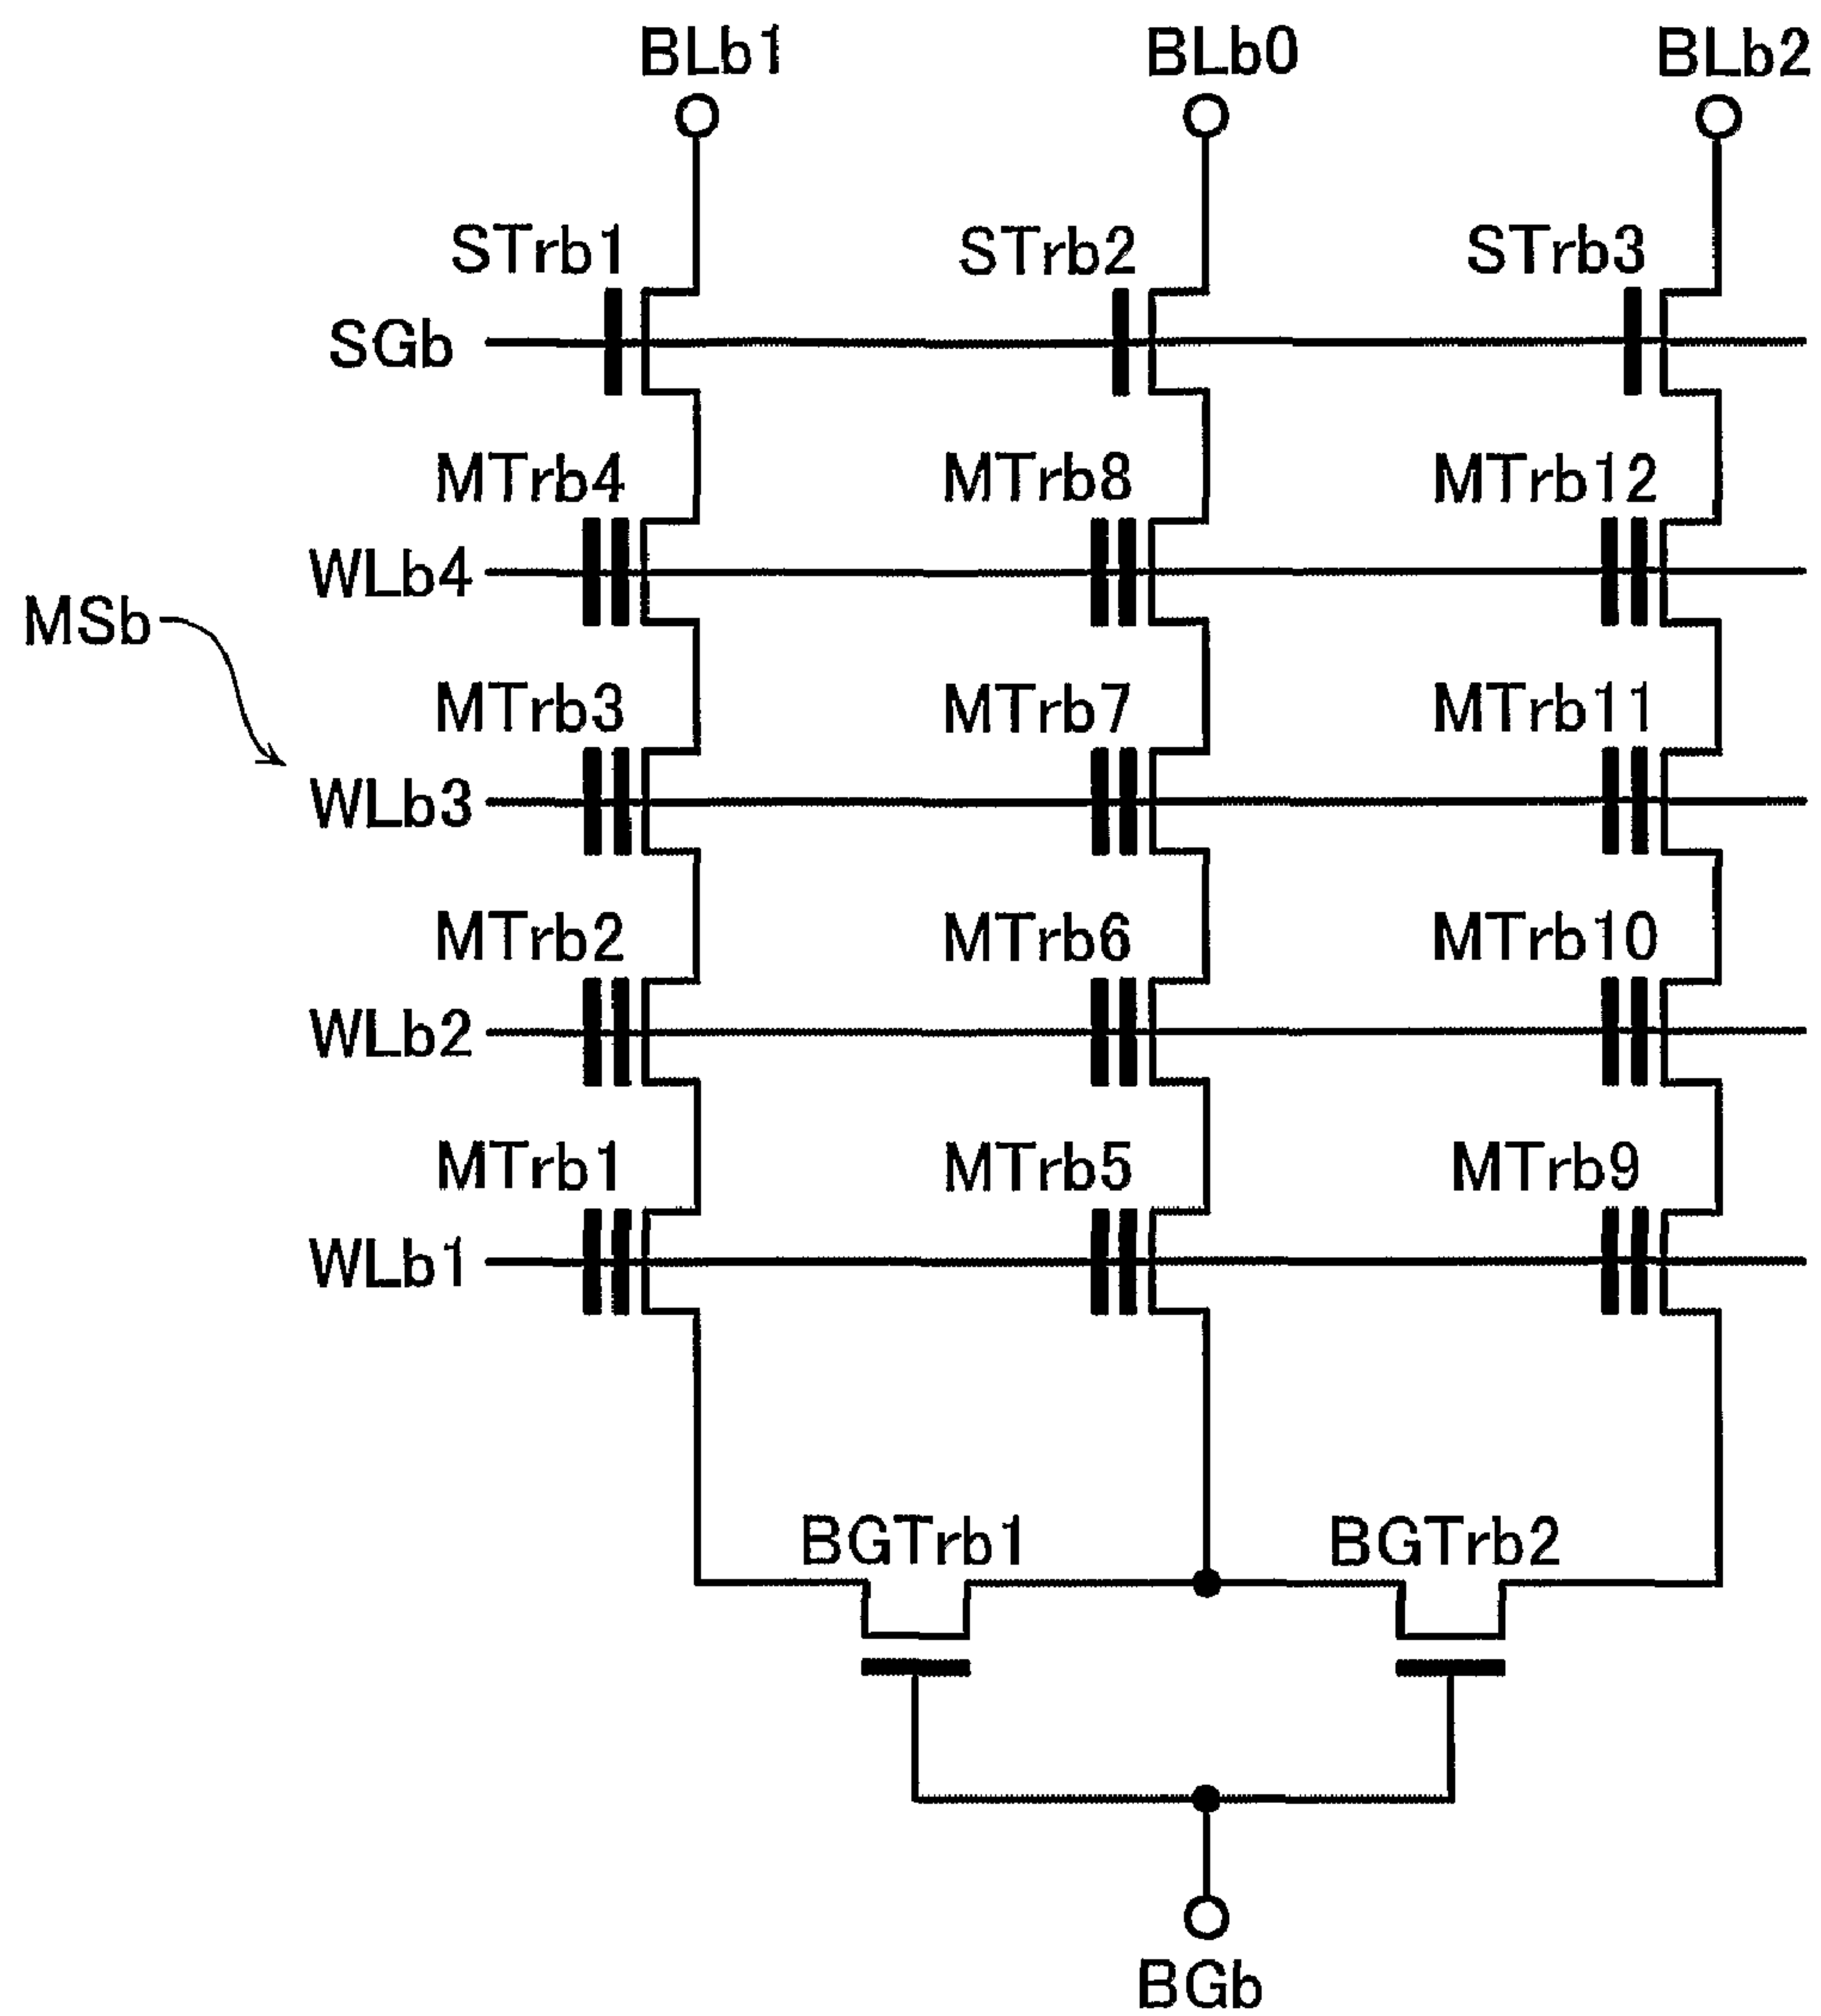 BLb1 BLb0 BLb2
STrb1 STrb2 STrb3
SGb
MTrb4 MTrb8 MTrb12
WLb4
MSb
MTrb3 MTrb7 MTrb11
WLb3
MTrb2 MTrb6 MTrb10
WLb2
MTrb1 MTrb5 MTrb9
WLb1
BGTrb1 BGTrb2
BGb